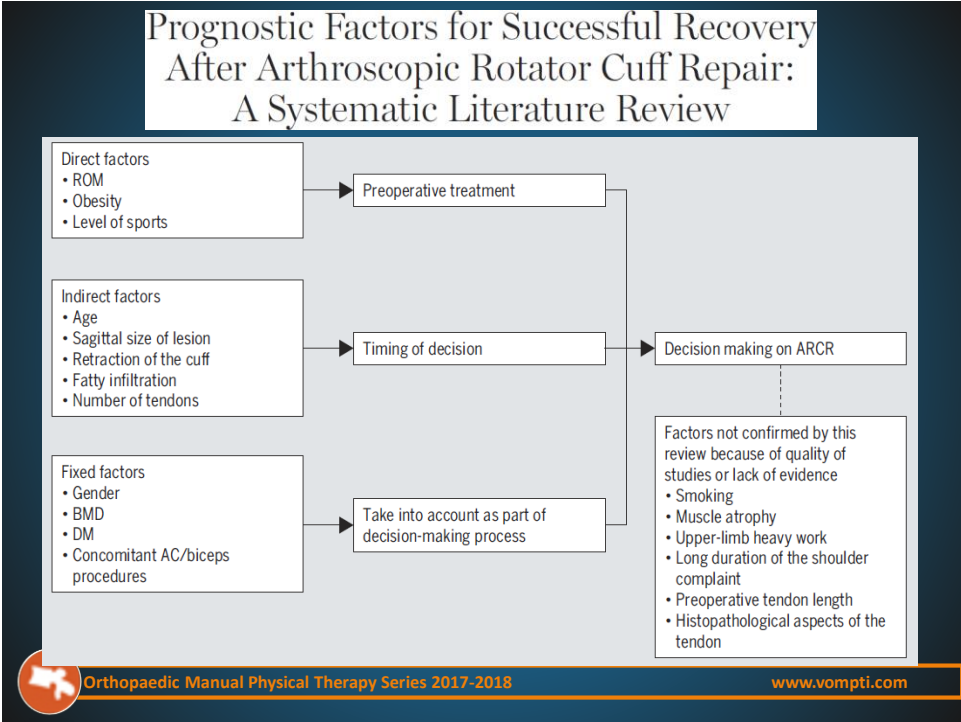 Prognostic Factors for Successful Recovery
After Arthroscopic Rotator Cuff Repair:
A Systematic Literature Review
Direct factors
• ROM
• Obesity
• Level of sports
Preoperative treatment
Indirect factors
• Age
• Sagittal size of lesion
• Retraction of the cuff
• Fatty infiltration
• Number of tendons
Timing of decision
Decision making on ARCR
Fixed factors
• Gender
• BMD
• DM
• Concomitant AC/biceps
procedures
Take into account as part of
decision-making process
Factors not confirmed by this
review because of quality of
studies or lack of evidence
• Smoking
• Muscle atrophy
• Upper-limb heavy work
• Long duration of the shoulder
complaint
• Preoperative tendon length
• Histopathological aspects of the
tendon
Orthopaedic Manual Physical Therapy Series 2017-2018
www.vompti.com